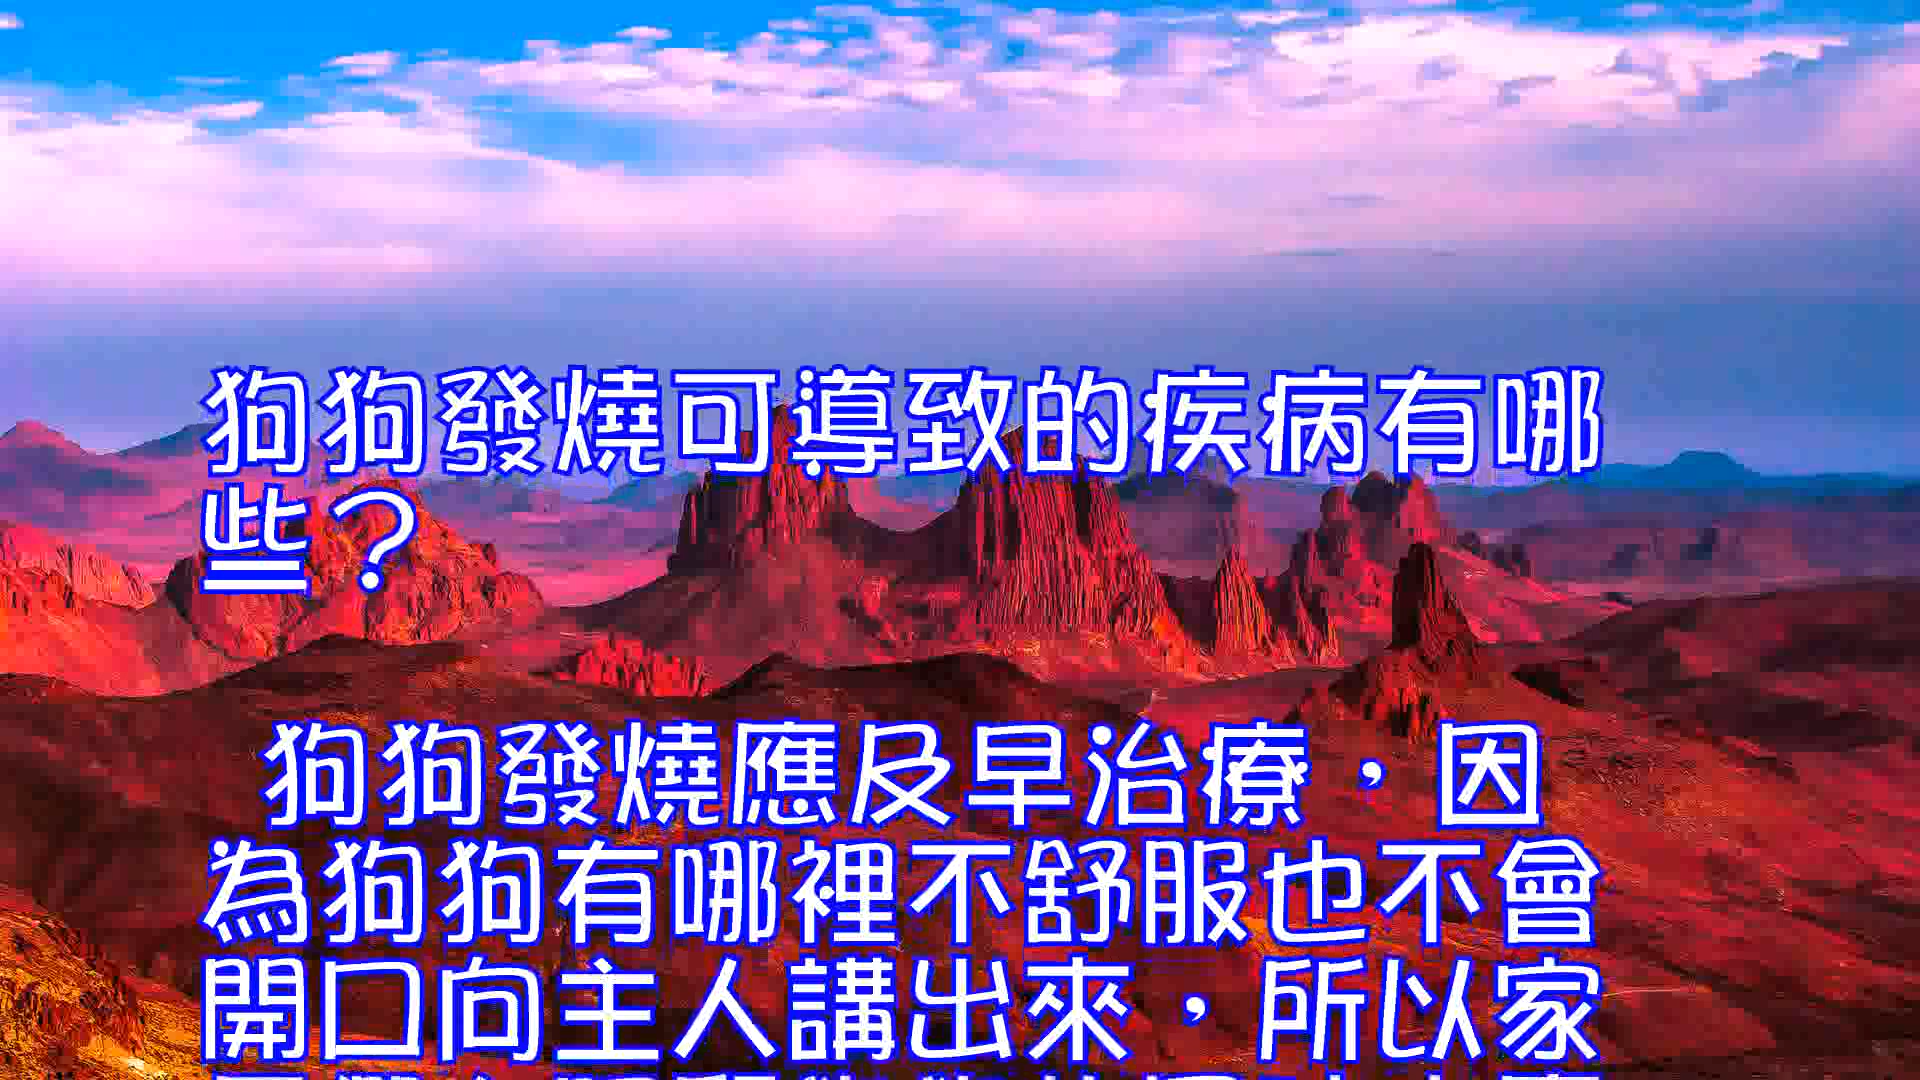 狗狗發燒可導致的疾病有哪
些？
狗狗發燒應及早治療，因
為狗狗有哪裡不舒服也不會
開口向主人講出來，所以家